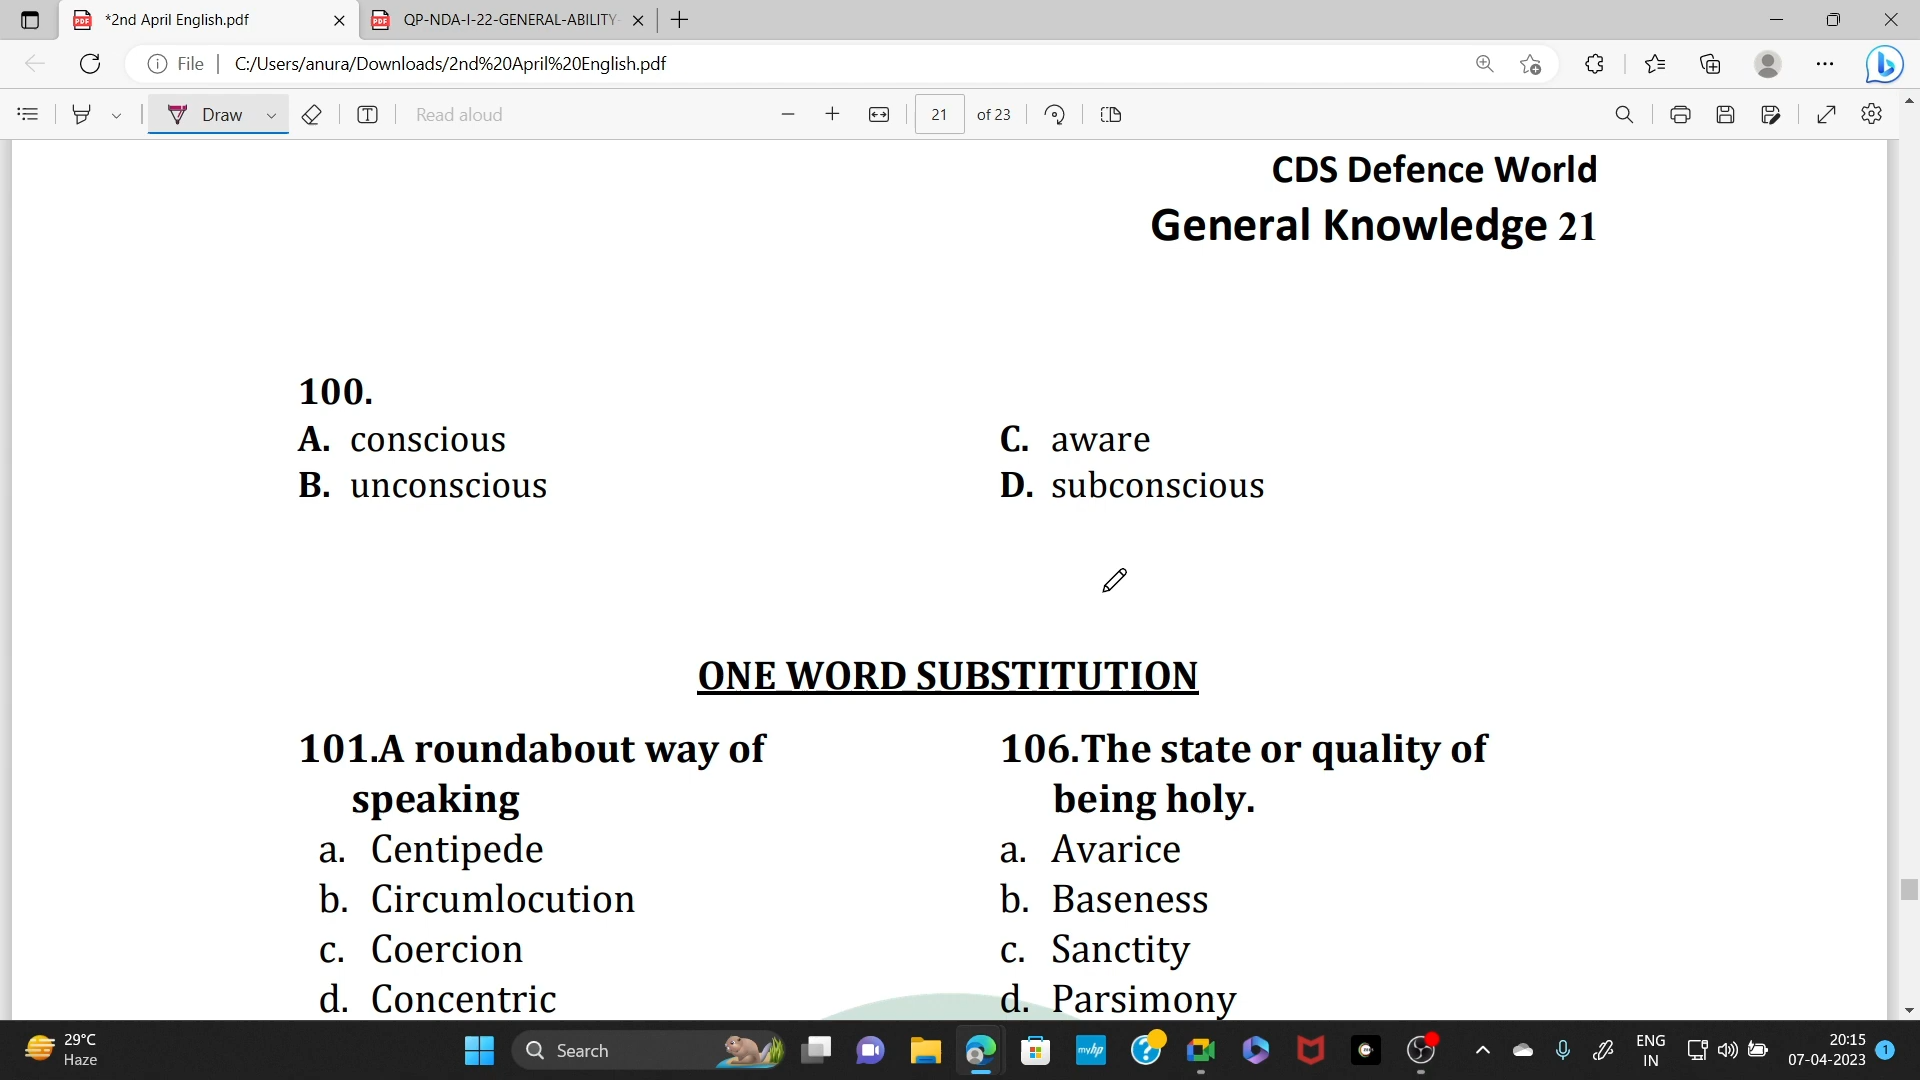 *2nd April English.pdf
QP-NDA-I-22-GENERAL-ABILITY-
File
C:/Users/anura/Downloads/2nd%20April%20English.pdf
Draw
Read aloud
21
of 23
CDS Defence World
General Knowledge 21
100.
A. conscious
B. unconscious
C. aware
D. subconscious
ONE WORD SUBSTITUTION
101.A roundabout way of
speaking
a. Centipede
b. Circumlocution
c. Coercion
d. Concentric
106.The state or quality of
being holy.
a. Avarice
b. Baseness
c. Sanctity
d. Parsimony
29°C
Haze
Search
myhp
ENG
IN
20:15
07-04-2023
1